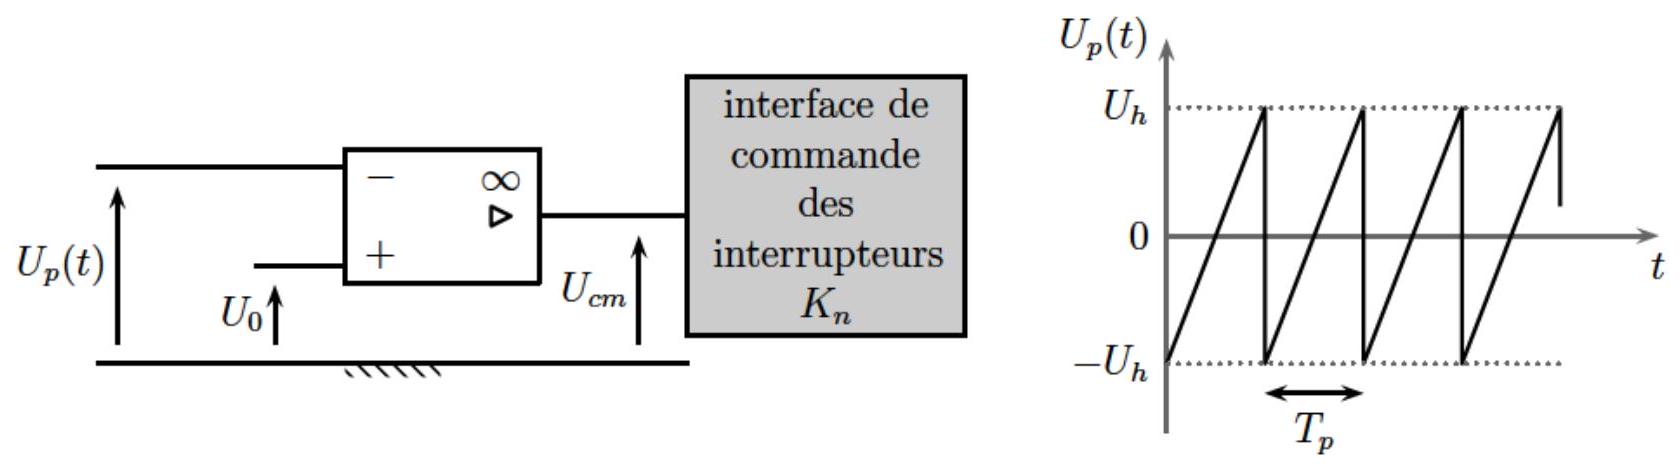 −
∞
▷
+
U_p(t)
U_0
U_cm
interface de
commande
des
interrupteurs
K_n
U_p(t)
U_h
0
−U_h
t
T_p